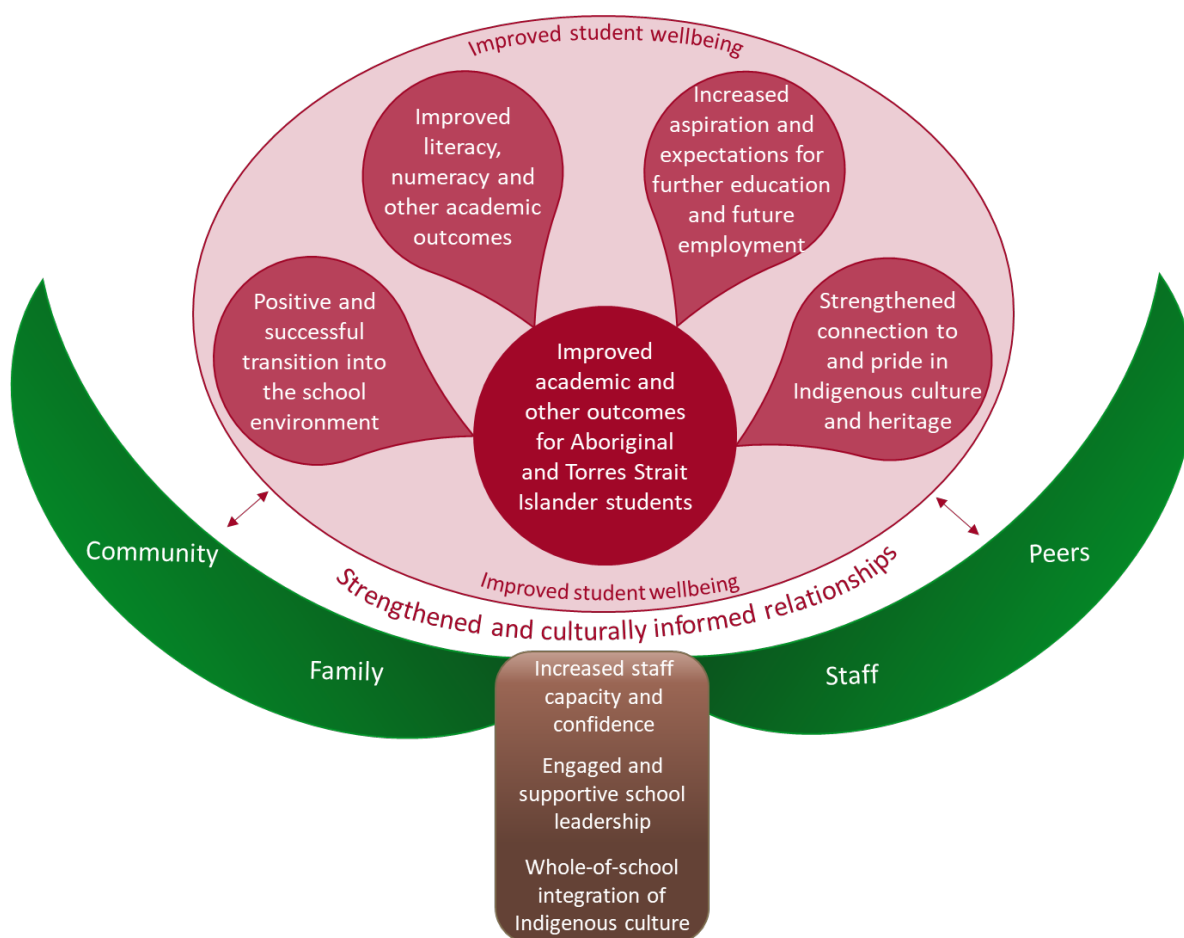 Improved student wellbeing
Improved
literacy,
numeracy and
other academic
outcomes
Increased
aspiration and
expectations for
further education
and future
employment
Positive and
successful
transition into
the school
environment
Strengthened
connection to
and pride in
Indigenous culture
and heritage
Improved
academic and
other outcomes
for Aboriginal
and Torres Strait
Islander students
Improved student wellbeing
Strengthened and culturally informed relationships
Community
Family
Staff
Peers
Increased staff
capacity and
confidence
Engaged and
supportive school
leadership
Whole-of-school
integration of
Indigenous culture